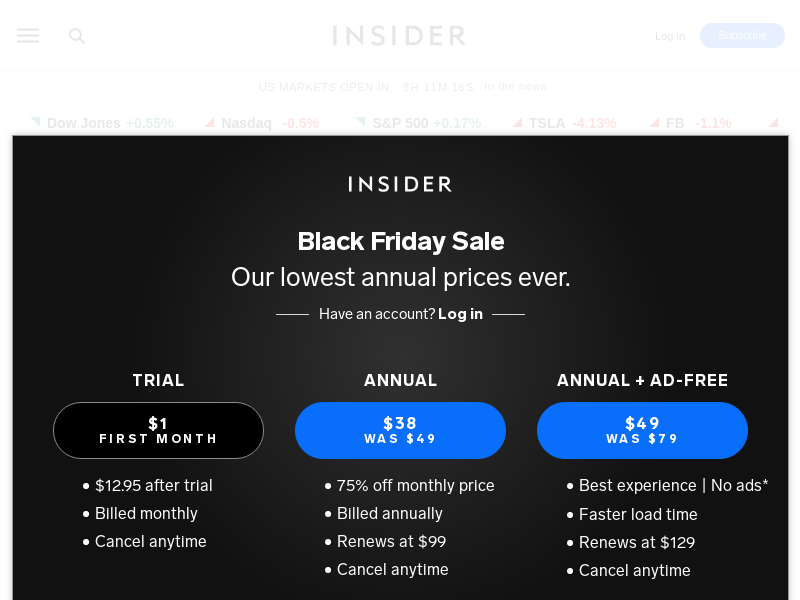 INSIDER
Log in
Subscribe
US MARKETS OPEN IN: 8H 11M 16S In the news
Dow Jones +0.55% Nasdaq -0.5% S&P 500 +0.17% TSLA -4.13% FB -1.1%
INSIDER
Black Friday Sale
Our lowest annual prices ever.
Have an account? Log in
TRIAL
$1
FIRST MONTH
• $12.95 after trial
• Billed monthly
• Cancel anytime
ANNUAL
$38
WAS $49
• 75% off monthly price
• Billed annually
• Renews at $99
• Cancel anytime
ANNUAL + AD-FREE
$49
WAS $79
• Best experience | No ads*
• Faster load time
• Renews at $129
• Cancel anytime